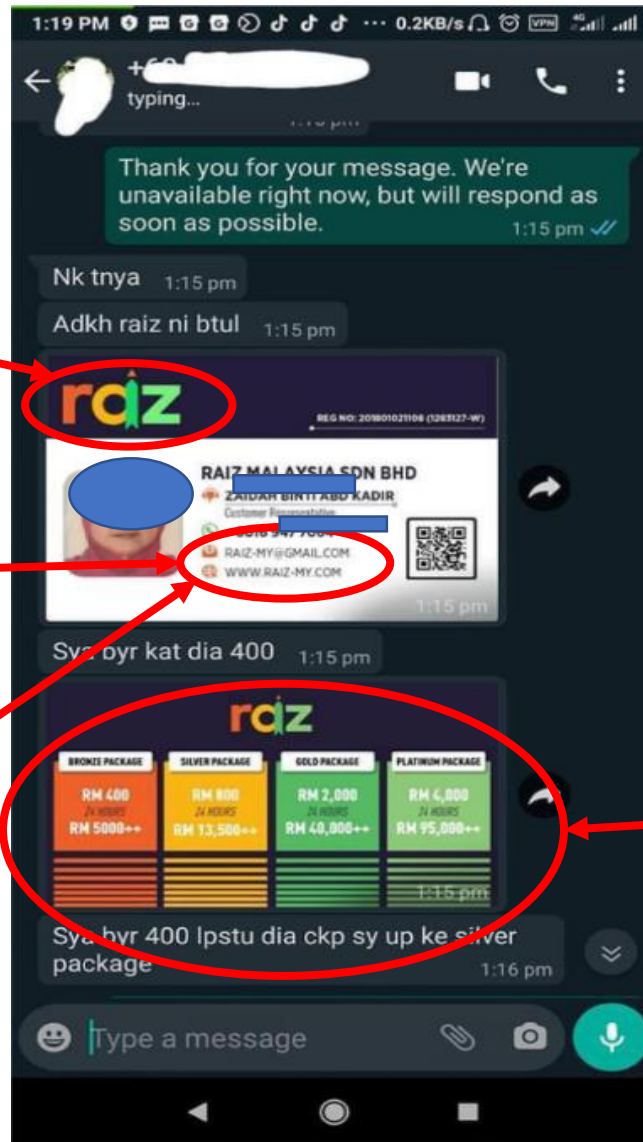 1:19 PM
0.2KB/s
VPN
4G
typing...
Thank you for your message. We're
unavailable right now, but will respond as
soon as possible.
1:15 pm
Nk tnya 1:15 pm
Adkh raiz ni btul 1:15 pm
raiz
REG NO: 201801021106 (1283127-W)
RAIZ MALAYSIA SDN BHD
Customer Representative
RAIZ-MY@GMAIL.COM
WWW.RAIZ-MY.COM
1:15 pm
Sya byr kat dia 400 1:15 pm
raiz
BRONZE PACKAGE SILVER PACKAGE GOLD PACKAGE PLATINUM PACKAGE
RM 400 RM 800 RM 2,000 RM 4,000
24 HOURS 24 HOURS 24 HOURS 24 HOURS
RM 5000++ RM 13,500++ RM 40,000++ RM 95,000++
1:15 pm
Sya byr 400 lpstu dia ckp sy up ke silver
package
1:16 pm
Type a message